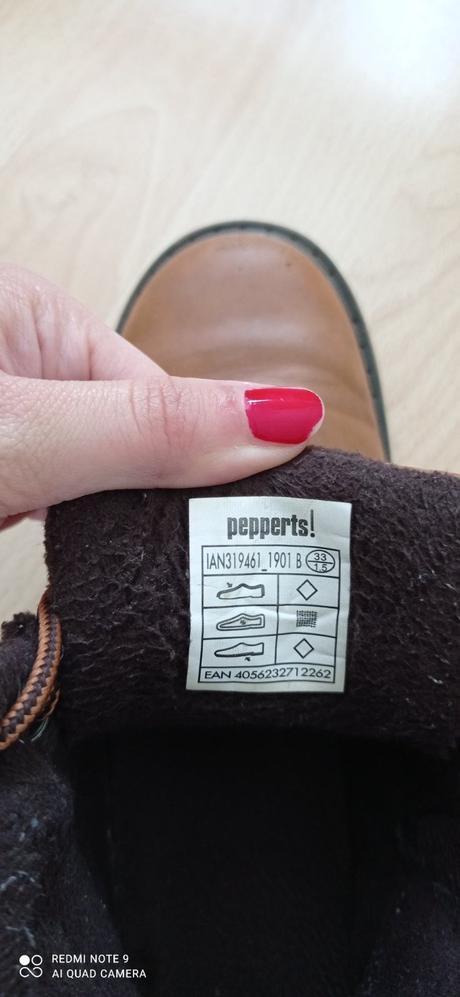 pepperts!
IAN319461_1901 B 33
1.5
EAN 4056232712262
REDMI NOTE 9
AI QUAD CAMERA